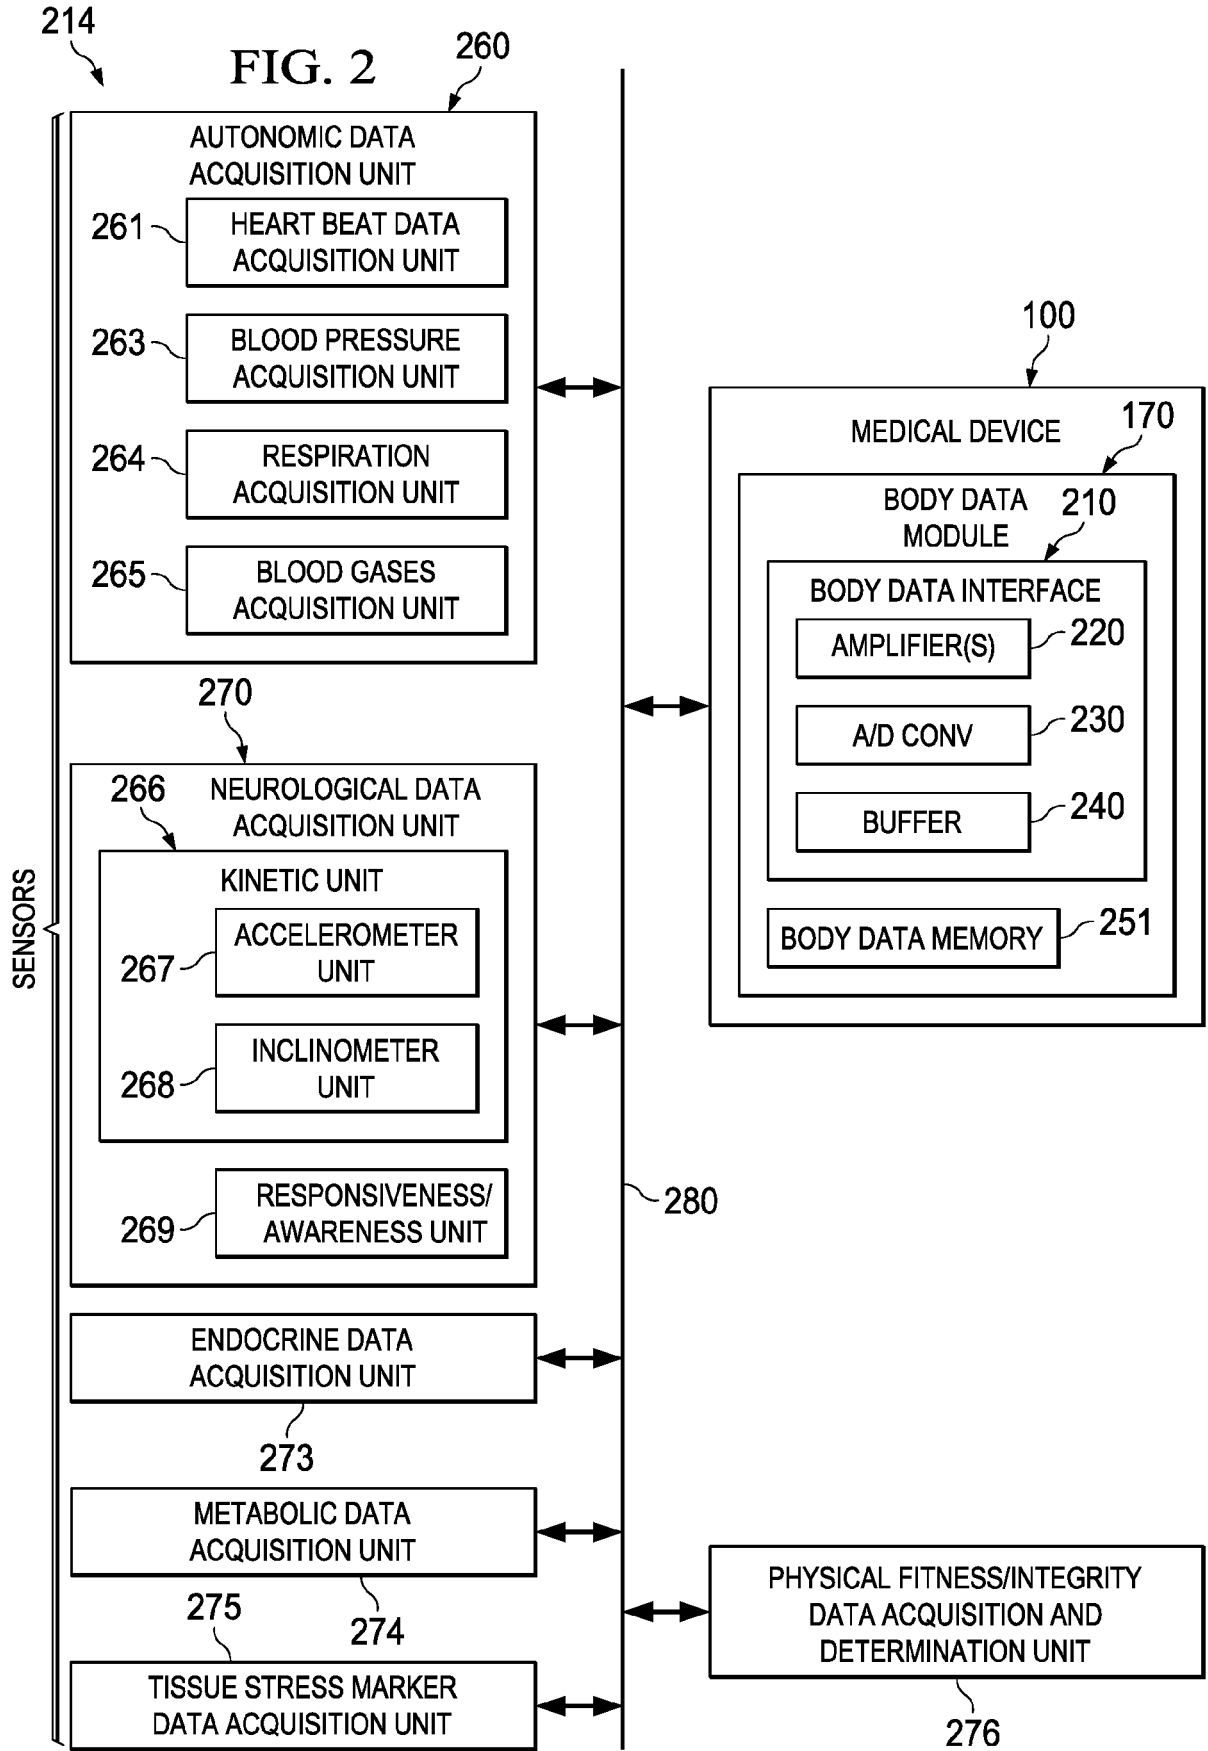 214
FIG. 2
260
AUTONOMIC DATA
ACQUISITION UNIT
261
HEART BEAT DATA
ACQUISITION UNIT
263
BLOOD PRESSURE
ACQUISITION UNIT
264
RESPIRATION
ACQUISITION UNIT
265
BLOOD GASES
ACQUISITION UNIT
270
266
NEUROLOGICAL DATA
ACQUISITION UNIT
KINETIC UNIT
267
ACCELEROMETER
UNIT
268
INCLINOMETER
UNIT
269
RESPONSIVENESS/
AWARENESS UNIT
SENSORS
ENDOCRINE DATA
ACQUISITION UNIT
273
METABOLIC DATA
ACQUISITION UNIT
274
275
TISSUE STRESS MARKER
DATA ACQUISITION UNIT
280
100
MEDICAL DEVICE
170
BODY DATA
MODULE
210
BODY DATA INTERFACE
AMPLIFIER(S)
220
A/D CONV
230
BUFFER
240
BODY DATA MEMORY
251
PHYSICAL FITNESS/INTEGRITY
DATA ACQUISITION AND
DETERMINATION UNIT
276